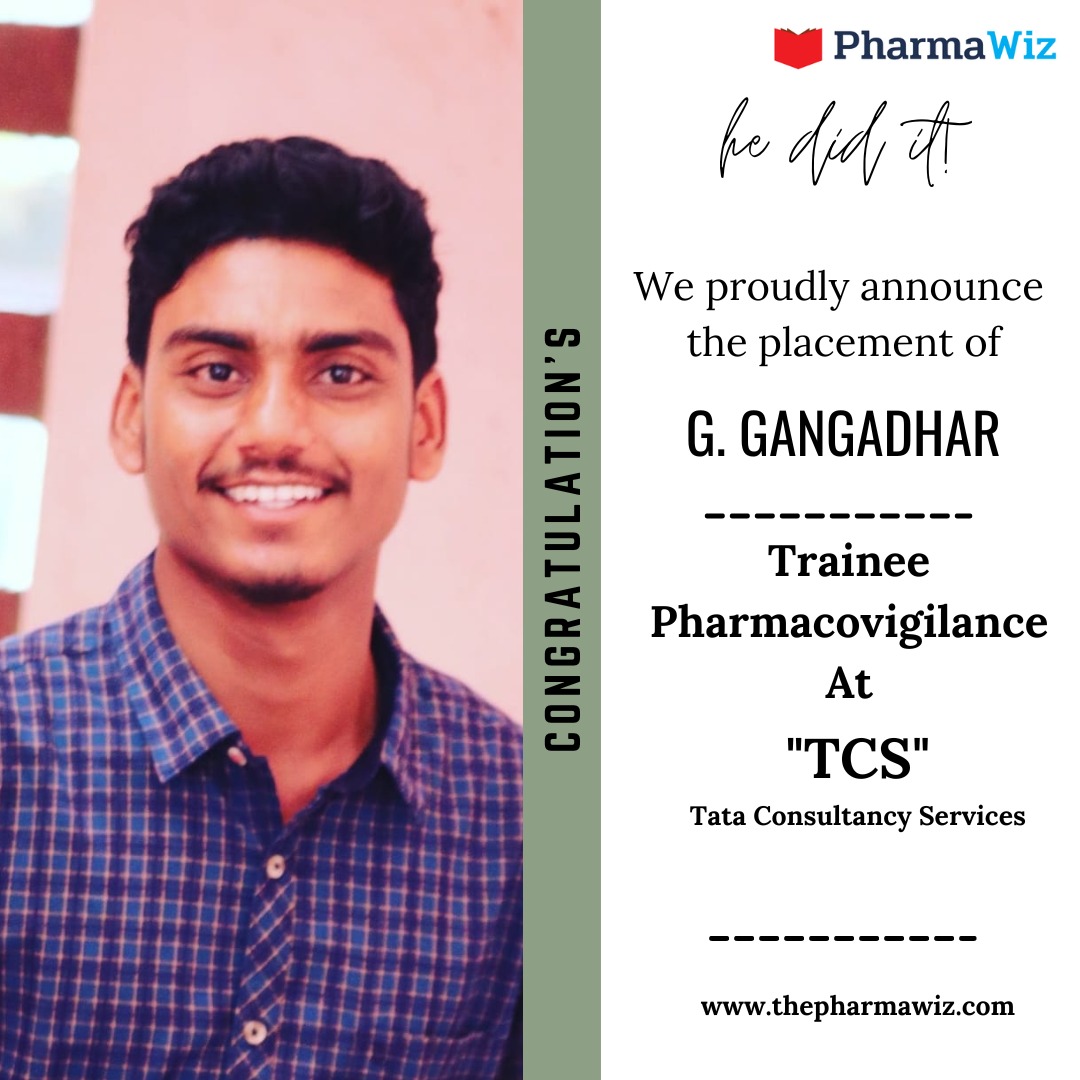 PharmaWiz
he did it!
CONGRATULATION'S
We proudly announce
the placement of
G. GANGADHAR
Trainee
Pharmacovigilance
At
"TCS"
Tata Consultancy Services
www.thepharmawiz.com